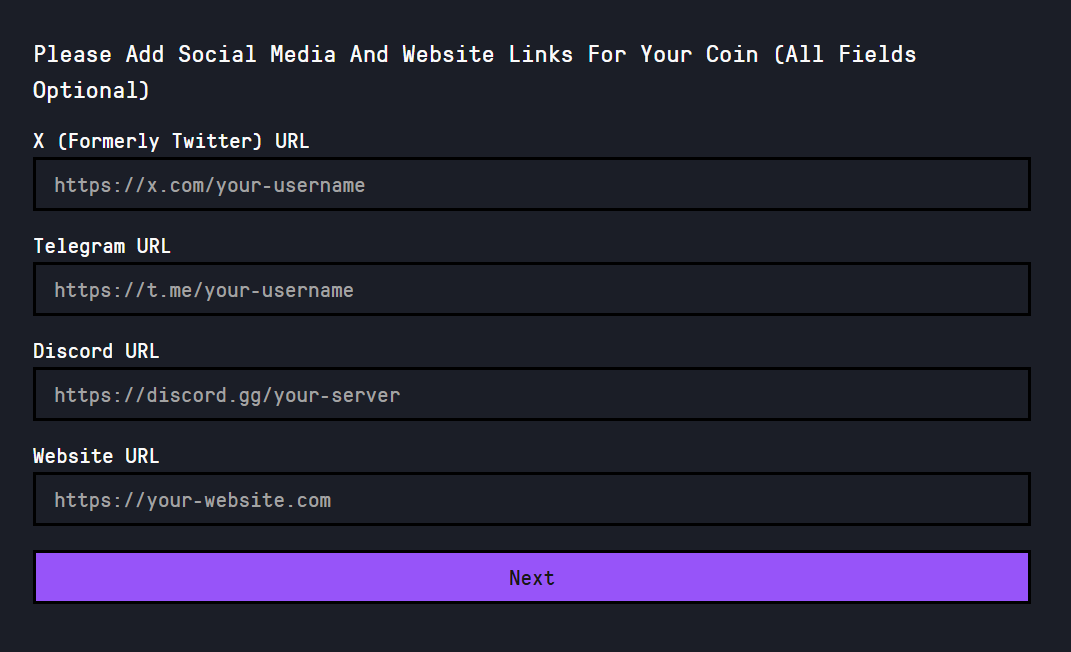 Please Add Social Media And Website Links For Your Coin (All Fields
Optional)
X (Formerly Twitter) URL
https://x.com/your-username
Telegram URL
https://t.me/your-username
Discord URL
https://discord.gg/your-server
Website URL
https://your-website.com
Next